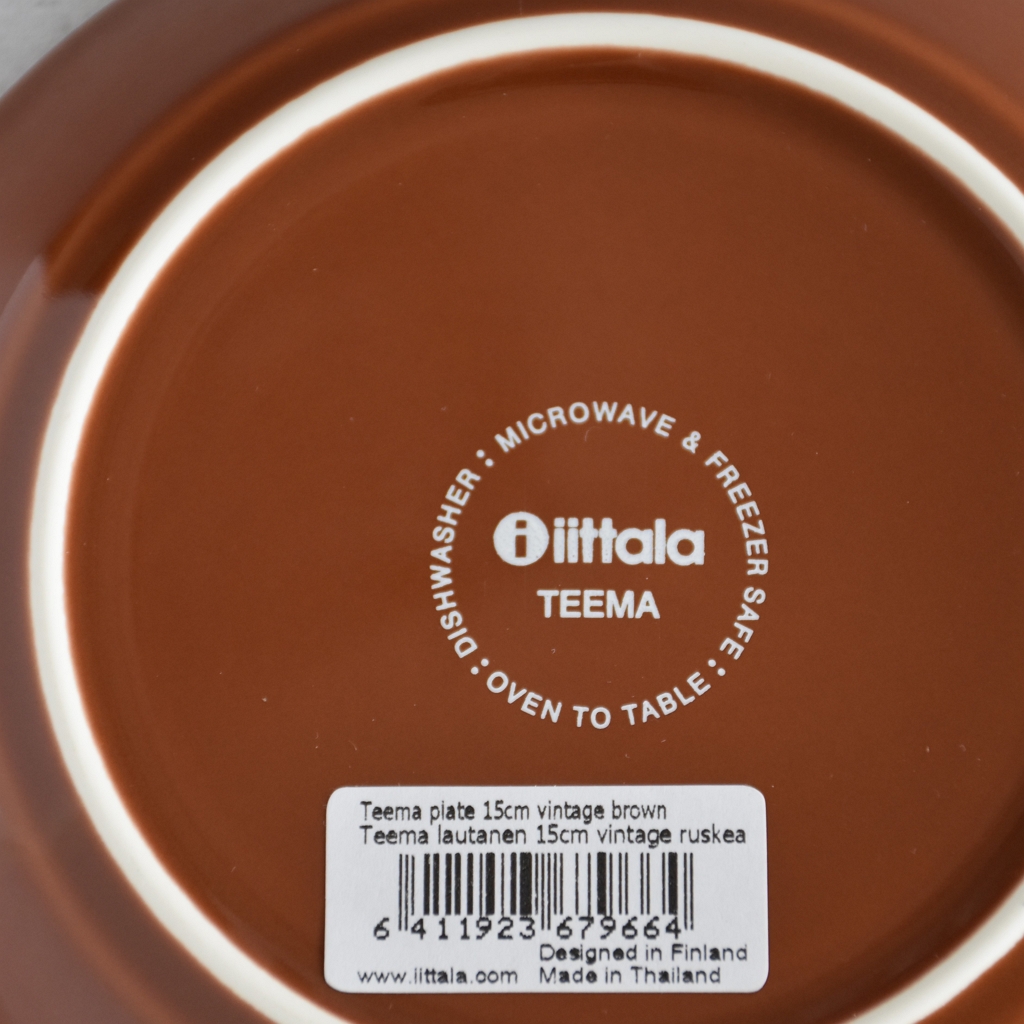 DISHWASHER : MICROWAVE & FREEZER SAFE : OVEN TO TABLE :
iittala
TEEMA
Teema plate 15cm vintage brown
Teema lautanen 15cm vintage ruskea
6 411923 679664
Designed in Finland
www.iittala.com Made in Thailand